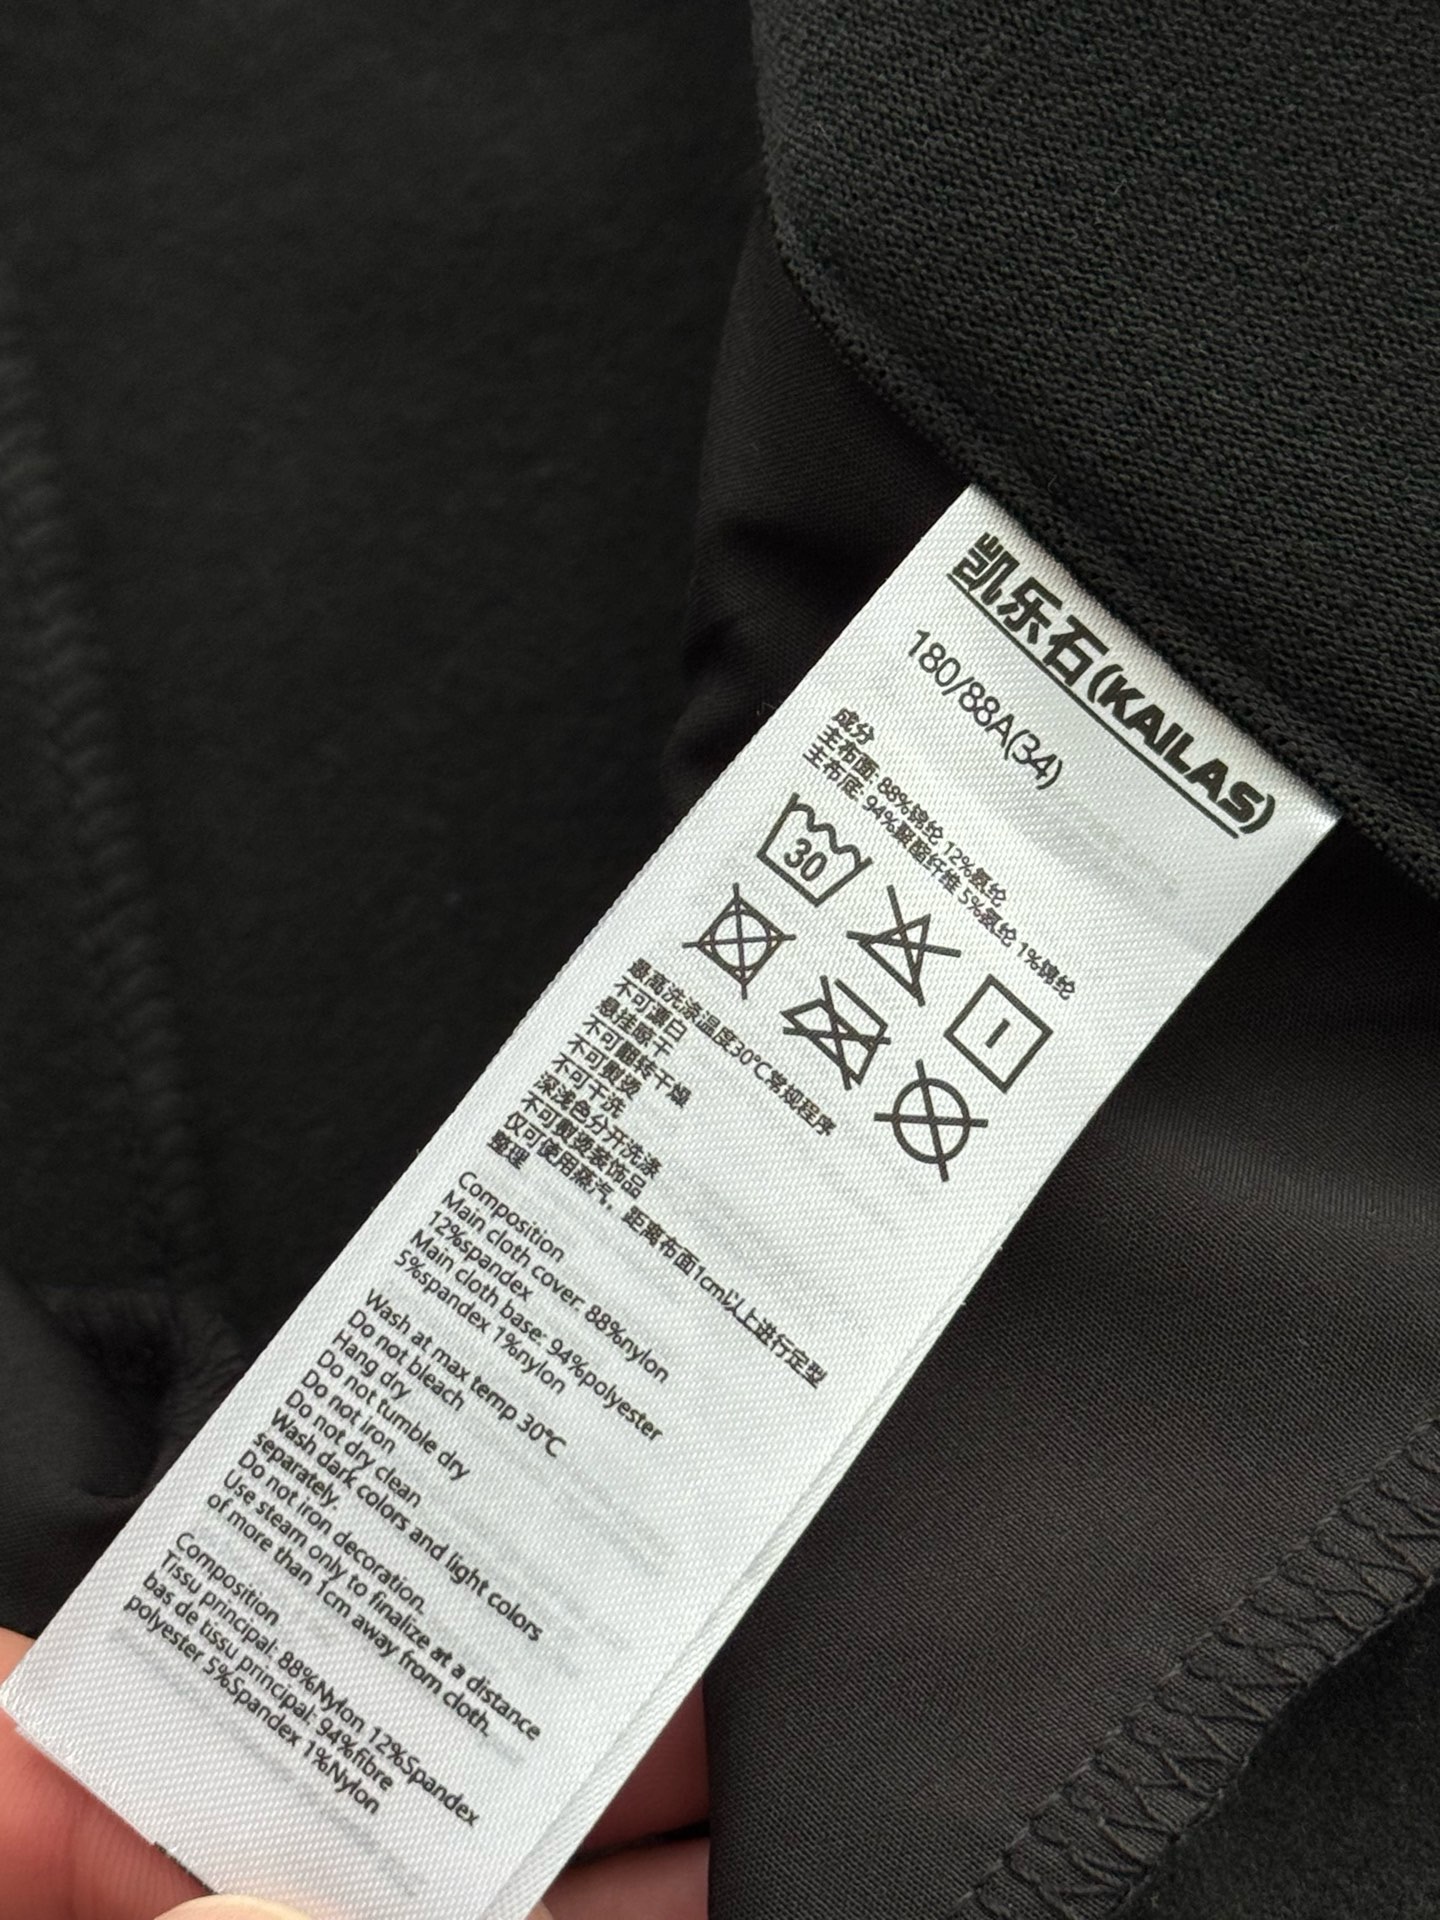 凯乐石(KAILAS)
180/88A(34)
成分
主布面: 88%锦纶 12%氨纶
主布底: 94%聚酯纤维 5%氨纶 1%锦纶
30
最高洗涤温度30℃常规程序
不可漂白
悬挂晾干
不可翻转干燥
不可熨烫
不可干洗
深浅色分开洗涤
不可熨烫装饰品
仅可使用蒸汽，距离布面1cm以上进行定型
整理
Composition
Main cloth cover: 88%nylon
12%spandex
Main cloth base: 94%polyester
5%spandex 1%nylon
Wash at max temp 30℃
Do not bleach
Hang dry
Do not tumble dry
Do not iron
Do not dry clean
Wash dark colors and light colors
separately.
Do not iron decoration.
Use steam only to finalize at a distance
of more than 1cm away from cloth.
Composition
Tissu principal: 88%Nylon 12%Spandex
bas de tissu principal: 94%fibre
polyester 5%Spandex 1%Nylon